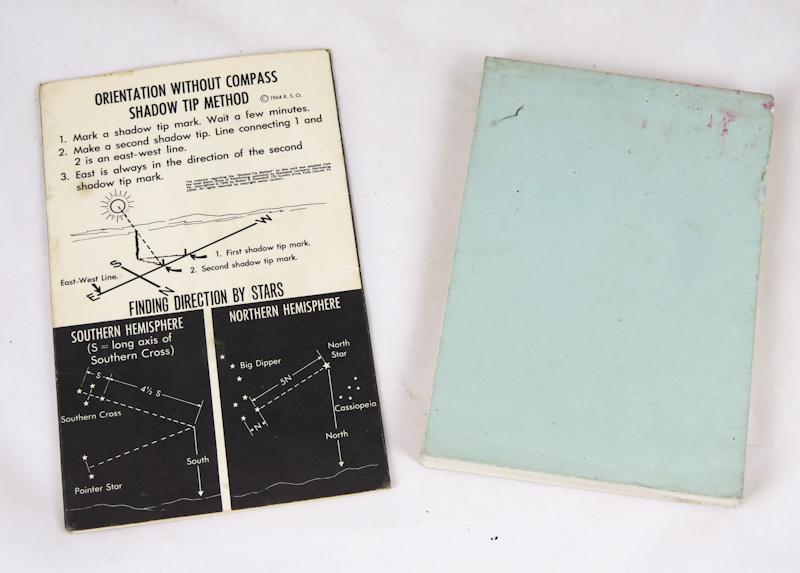 ORIENTATION WITHOUT COMPASS
SHADOW TIP METHOD © 1964 R. S. O.
1. Mark a shadow tip mark. Wait a few minutes.
2. Make a second shadow tip. Line connecting 1 and
2 is an east-west line.
3. East is always in the direction of the second
shadow tip mark.
W
1. First shadow tip mark.
S
2. Second shadow tip mark.
East-West Line.
E
N
FINDING DIRECTION BY STARS
SOUTHERN HEMISPHERE
(S = long axis of
Southern Cross)
S
4½ S
Southern Cross
South
Pointer Star
NORTHERN HEMISPHERE
North
Star
Big Dipper
5N
Cassiopeia
N
North